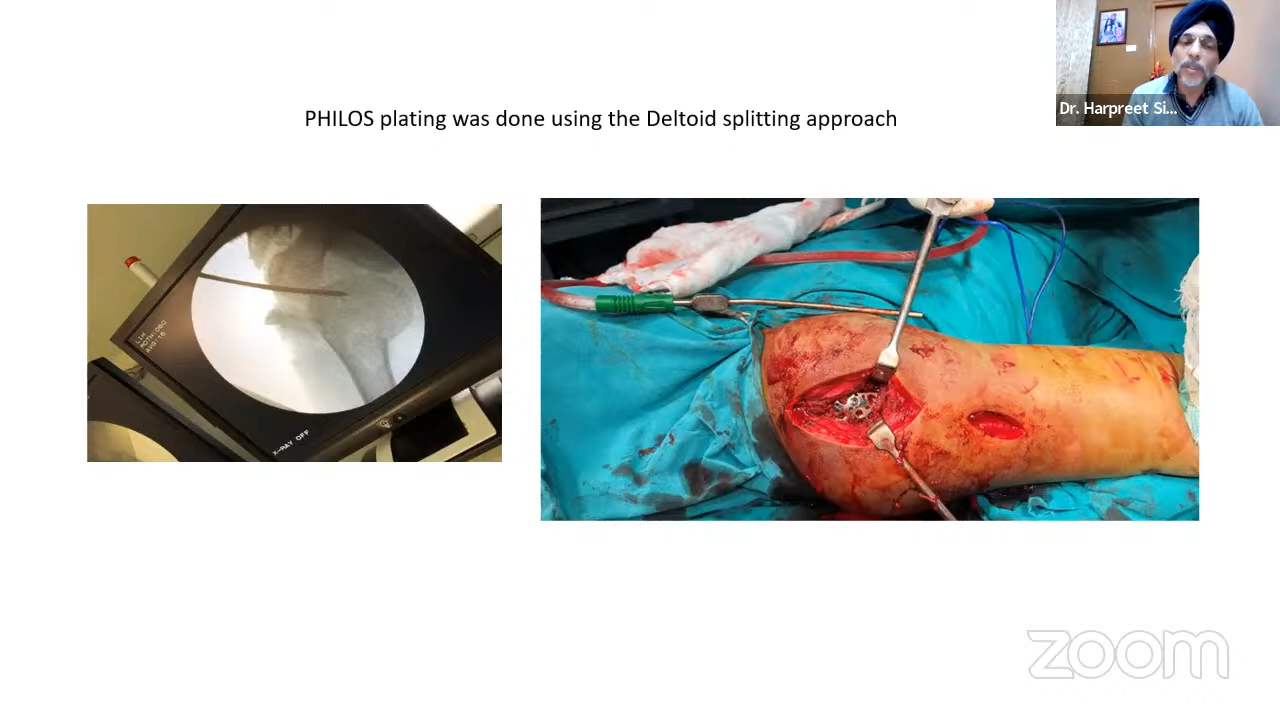 PHILOS plating was done using the Deltoid splitting approach
Dr. Harpreet Si...
X-RAY OFF
zoom